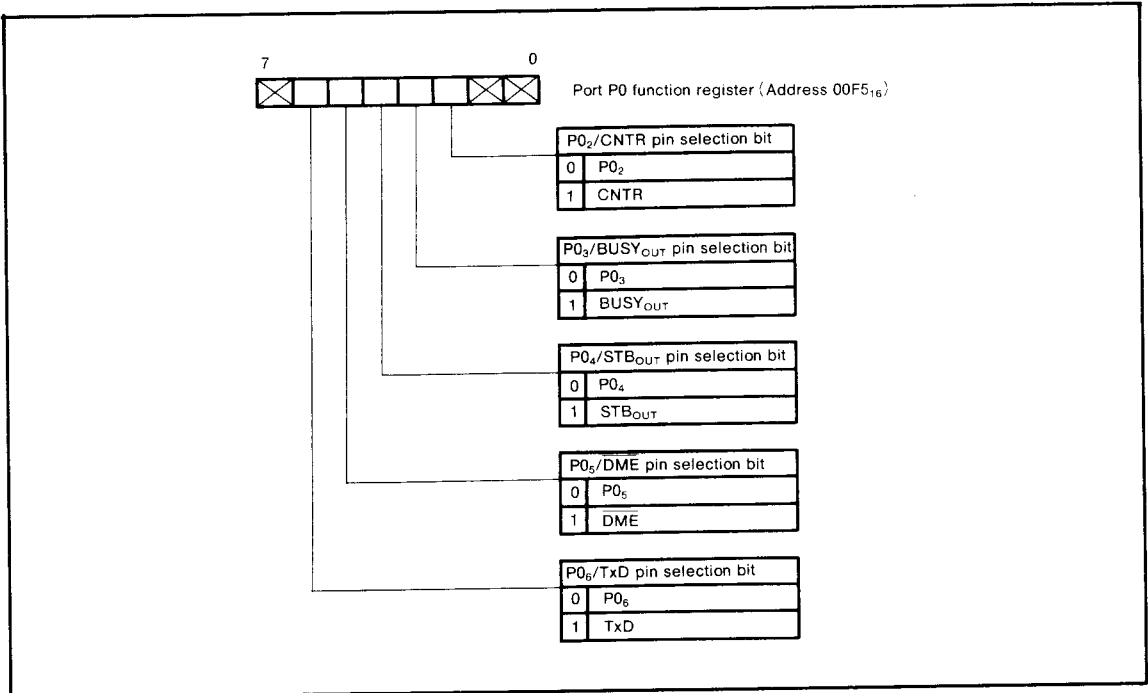 7 0
Port P0 function register (Address 00F5₁₆)
P0₂/CNTR pin selection bit
0 P0₂
1 CNTR
P0₃/BUSY_OUT pin selection bit
0 P0₃
1 BUSY_OUT
P0₄/STB_OUT pin selection bit
0 P0₄
1 STB_OUT
P0₅/D̅M̅E̅ pin selection bit
0 P0₅
1 D̅M̅E̅
P0₆/TxD pin selection bit
0 P0₆
1 TxD